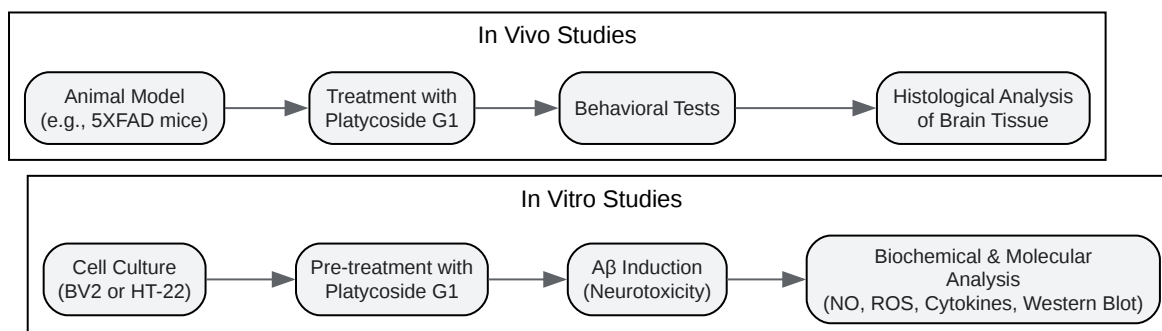 In Vivo Studies
Animal Model
(e.g., 5XFAD mice)
Treatment with
Platycoside G1
Behavioral Tests
Histological Analysis
of Brain Tissue
In Vitro Studies
Cell Culture
(BV2 or HT-22)
Pre-treatment with
Platycoside G1
Aβ Induction
(Neurotoxicity)
Biochemical & Molecular
Analysis
(NO, ROS, Cytokines, Western Blot)